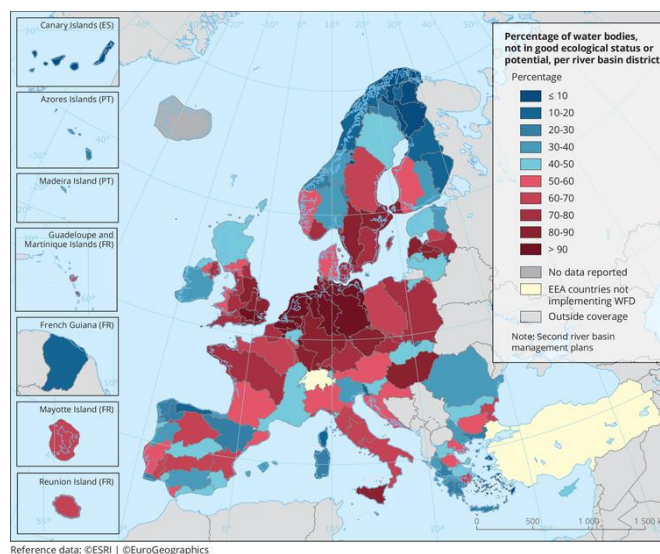 Canary Islands (ES)
Azores Islands (PT)
Madeira Island (PT)
Guadeloupe and
Martinique Islands (FR)
French Guiana (FR)
Mayotte Island (FR)
Reunion Island (FR)
Percentage of water bodies,
not in good ecological status or
potential, per river basin district
Percentage
≤ 10
10-20
20-30
30-40
40-50
50-60
60-70
70-80
80-90
> 90
No data reported
EEA countries not
implementing WFD
Outside coverage
Note: Second river basin
management plans
0 500 1 000 1 500 k
Reference data: ©ESRI | ©EuroGeographics